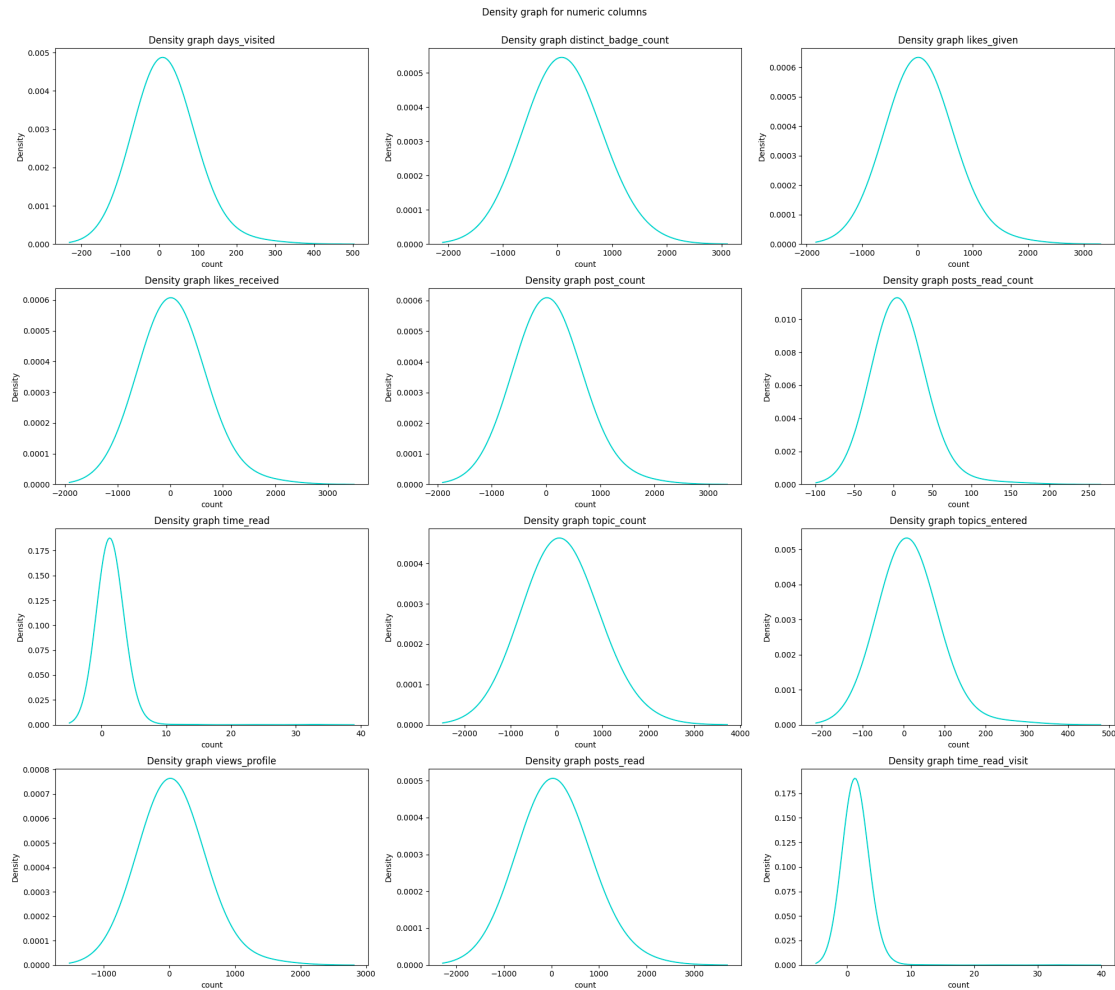 Density graph for numeric columns
Density graph days_visited
0.005
0.004
0.003
0.002
0.001
0.000
Density
−200 −100 0 100 200 300 400 500
count
Density graph distinct_badge_count
0.0005
0.0004
0.0003
0.0002
0.0001
0.0000
Density
−2000 −1000 0 1000 2000 3000
count
Density graph likes_given
0.0006
0.0005
0.0004
0.0003
0.0002
0.0001
0.0000
Density
−2000 −1000 0 1000 2000 3000
count
Density graph likes_received
0.0006
0.0005
0.0004
0.0003
0.0002
0.0001
0.0000
Density
−2000 −1000 0 1000 2000 3000
count
Density graph post_count
0.0006
0.0005
0.0004
0.0003
0.0002
0.0001
0.0000
Density
−2000 −1000 0 1000 2000 3000
count
Density graph posts_read_count
0.010
0.008
0.006
0.004
0.002
0.000
Density
−100 −50 0 50 100 150 200 250
count
Density graph time_read
0.175
0.150
0.125
0.100
0.075
0.050
0.025
0.000
Density
0 10 20 30 40
count
Density graph topic_count
0.0004
0.0003
0.0002
0.0001
0.0000
Density
−2000 −1000 0 1000 2000 3000 4000
count
Density graph topics_entered
0.005
0.004
0.003
0.002
0.001
0.000
Density
−200 −100 0 100 200 300 400 500
count
Density graph views_profile
0.0008
0.0007
0.0006
0.0005
0.0004
0.0003
0.0002
0.0001
0.0000
Density
−1000 0 1000 2000 3000
count
Density graph posts_read
0.0005
0.0004
0.0003
0.0002
0.0001
0.0000
Density
−2000 −1000 0 1000 2000 3000
count
Density graph time_read_visit
0.175
0.150
0.125
0.100
0.075
0.050
0.025
0.000
Density
0 10 20 30 40
count